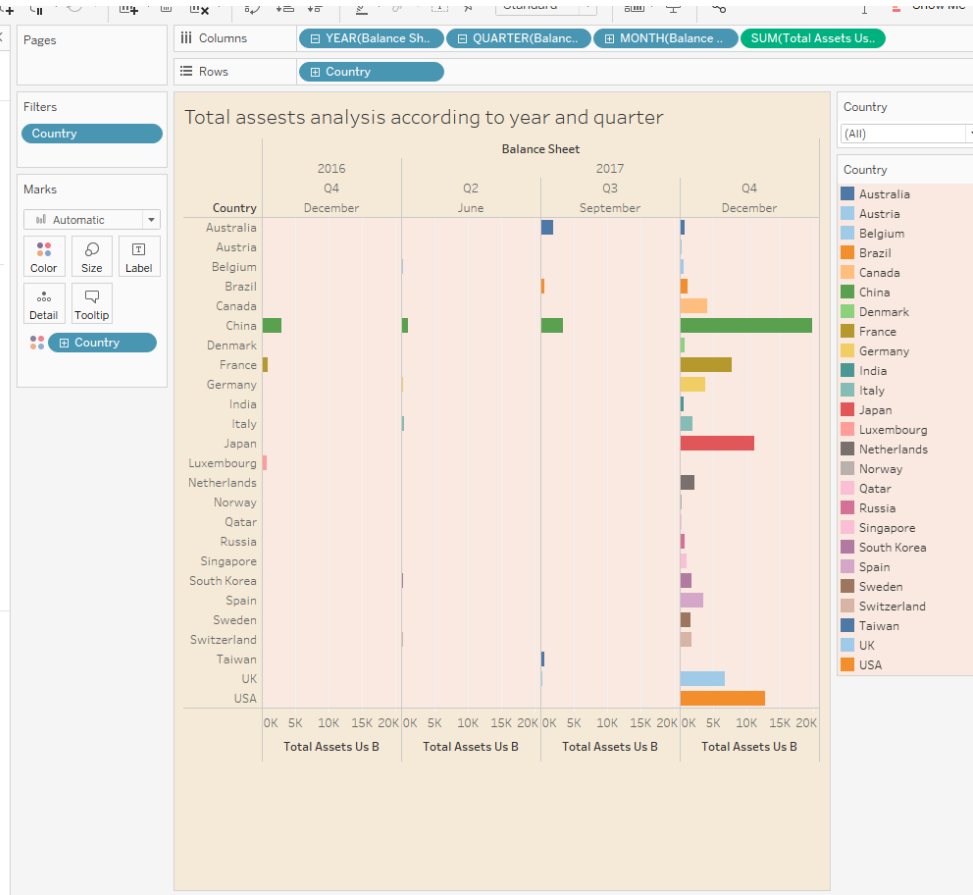 Standard
Show Me
Pages
iii Columns
YEAR(Balance Sh..
QUARTER(Balanc..
MONTH(Balance ..
SUM(Total Assets Us..
Rows
Country
Filters
Country
Marks
Automatic
Color
Size
Label
Detail
Tooltip
Country
Total assests analysis according to year and quarter
Balance Sheet
2016
2017
Q4
Q2
Q3
Q4
Country
December
June
September
December
Australia
Austria
Belgium
Brazil
Canada
China
Denmark
France
Germany
India
Italy
Japan
Luxembourg
Netherlands
Norway
Qatar
Russia
Singapore
South Korea
Spain
Sweden
Switzerland
Taiwan
UK
USA
0K 5K 10K 15K 20K 0K 5K 10K 15K 20K 0K 5K 10K 15K 20K 0K 5K 10K 15K 20K
Total Assets Us B
Total Assets Us B
Total Assets Us B
Total Assets Us B
Country
(All)
Country
Australia
Austria
Belgium
Brazil
Canada
China
Denmark
France
Germany
India
Italy
Japan
Luxembourg
Netherlands
Norway
Qatar
Russia
Singapore
South Korea
Spain
Sweden
Switzerland
Taiwan
UK
USA